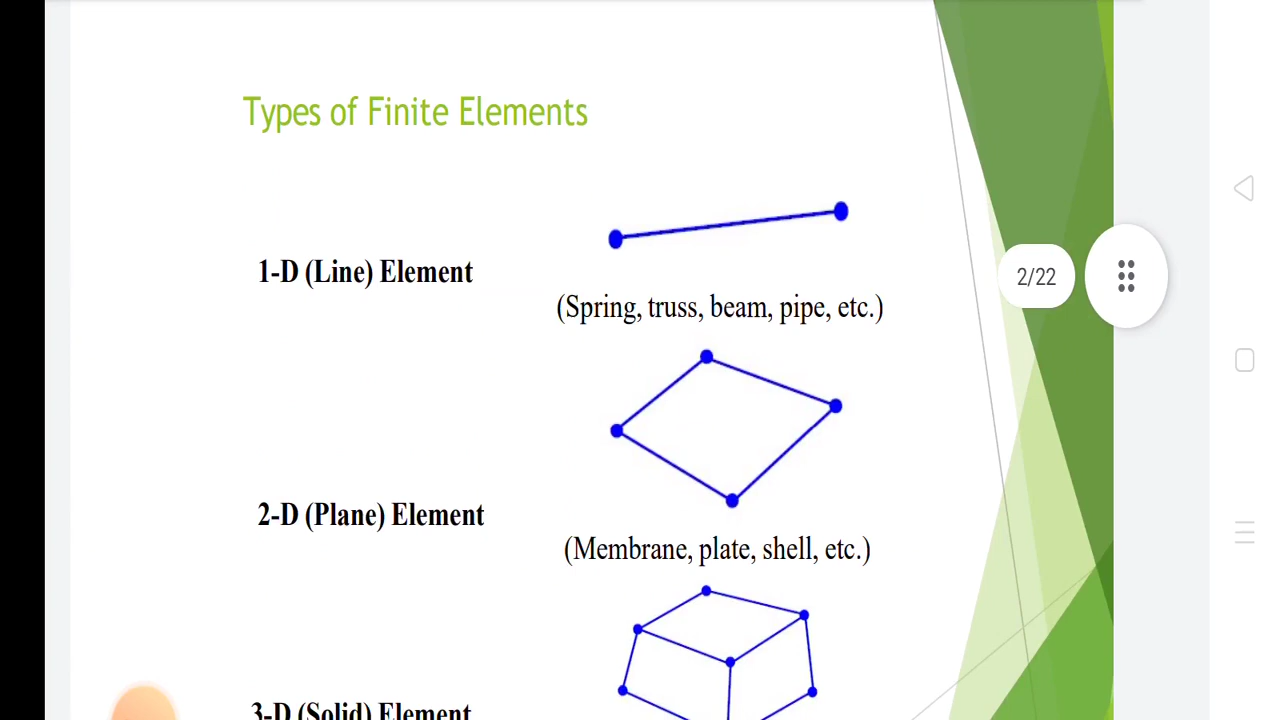 Types of Finite Elements
1-D (Line) Element
(Spring, truss, beam, pipe, etc.)
2/22
2-D (Plane) Element
(Membrane, plate, shell, etc.)
3-D (Solid) Element